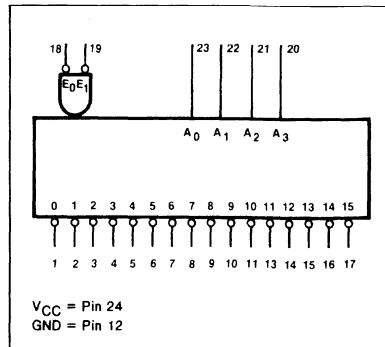 18 19 23 22 21 20
E0 E1
A0 A1 A2 A3
0 1 2 3 4 5 6 7 8 9 10 11 12 13 14 15
1 2 3 4 5 6 7 8 9 10 11 13 14 15 16 17
VCC = Pin 24
GND = Pin 12